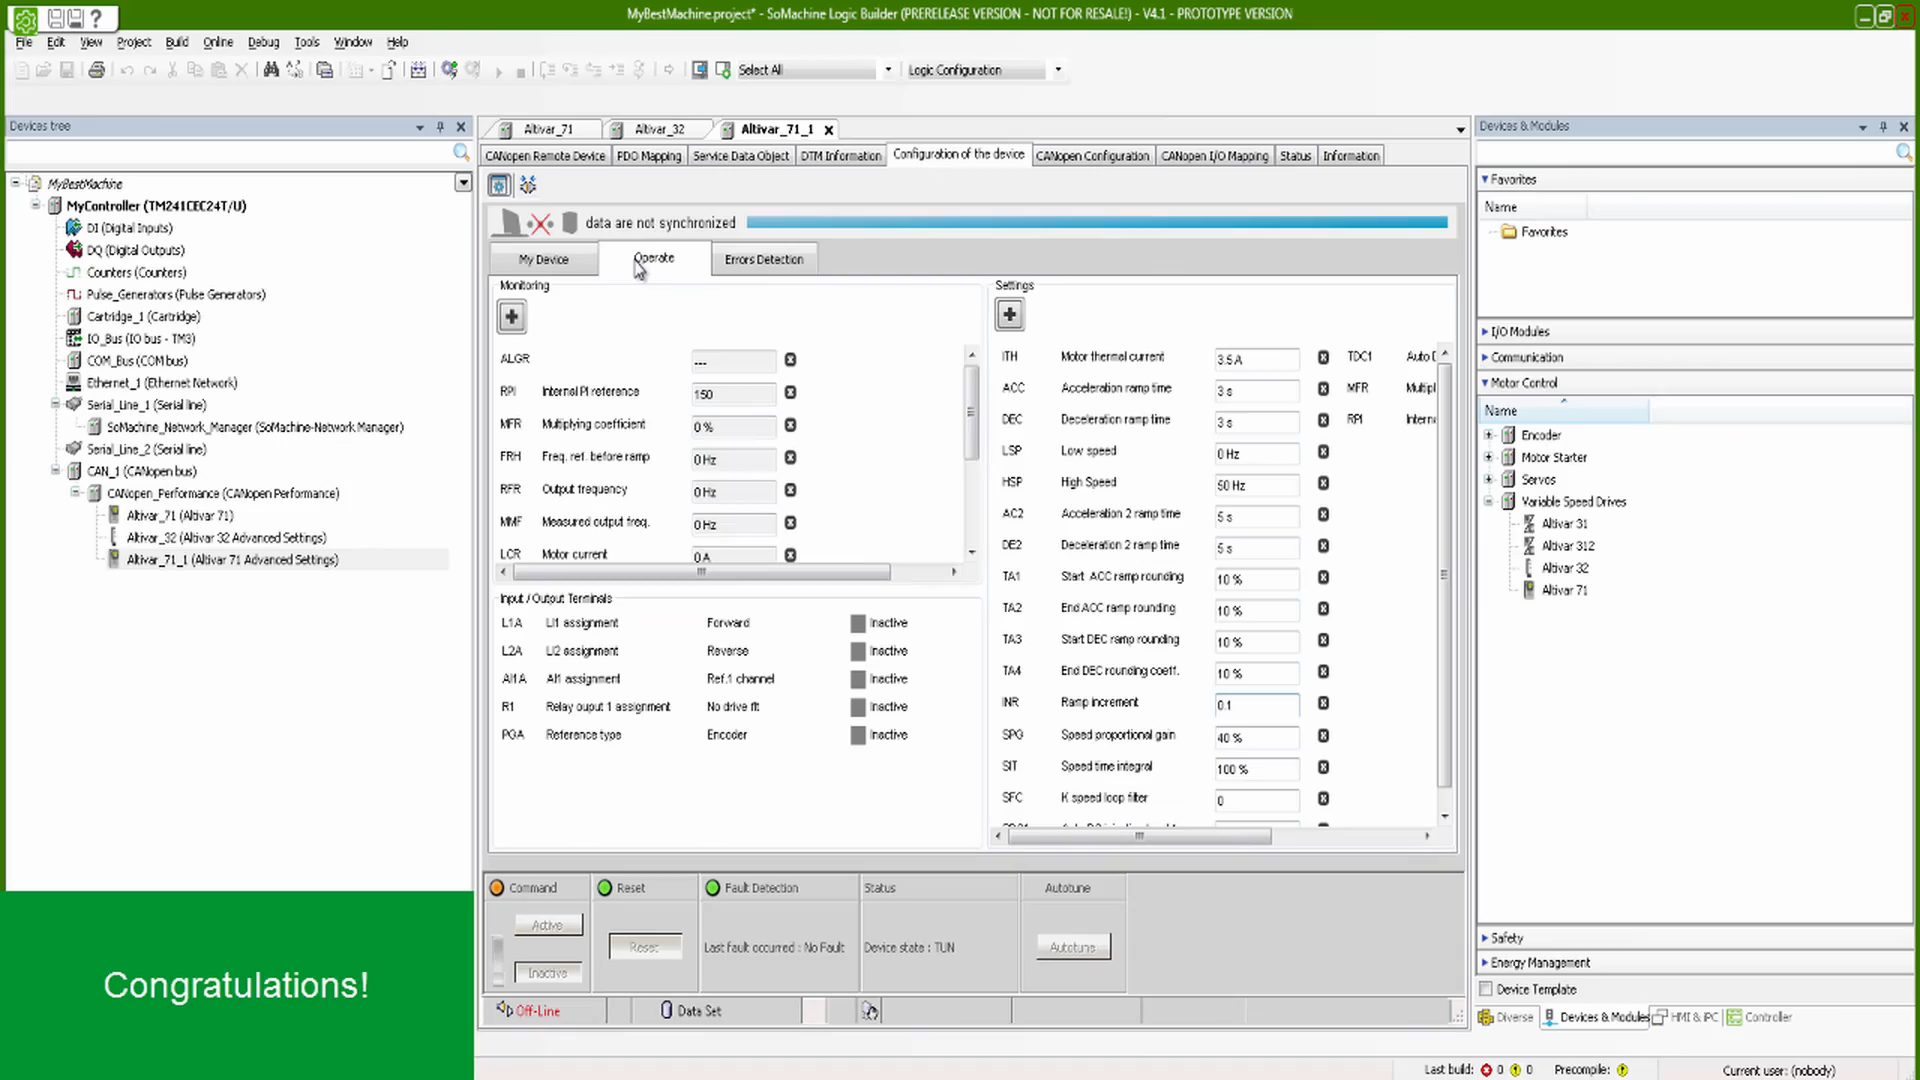 MyBestMachine.project* - SoMachine Logic Builder (PRERELEASE VERSION - NOT FOR RESALE!) - V4.1 - PROTOTYPE VERSION
File Edit View Project Build Online Debug Tools Window Help
Select All Logic Configuration
Devices tree
MyBestMachine
MyController (TM241CEC24T/U)
DI (Digital Inputs)
DQ (Digital Outputs)
Counters (Counters)
Pulse_Generators (Pulse Generators)
Cartridge_1 (Cartridge)
IO_Bus (IO bus - TM3)
COM_Bus (COM bus)
Ethernet_1 (Ethernet Network)
Serial_Line_1 (Serial line)
SoMachine_Network_Manager (SoMachine-Network Manager)
Serial_Line_2 (Serial line)
CAN_1 (CANopen bus)
CANopen_Performance (CANopen Performance)
Altivar_71 (Altivar 71)
Altivar_32 (Altivar 32 Advanced Settings)
Altivar_71_1 (Altivar 71 Advanced Settings)
Congratulations!
Altivar_71 Altivar_32 Altivar_71_1
CANopen Remote Device PDO Mapping Service Data Object DTM Information Configuration of the device CANopen Configuration CANopen I/O Mapping Status Information
data are not synchronized
My Device Operate Errors Detection
Monitoring
ALGR ---
RPI Internal PI reference 150
MFR Multiplying coefficient 0 %
FRH Freq. ref. before ramp 0 Hz
RFR Output frequency 0 Hz
MMF Measured output freq. 0 Hz
LCR Motor current 0 A
Input / Output Terminals
L1A LI1 assignment Forward Inactive
L2A LI2 assignment Reverse Inactive
AI1A AI1 assignment Ref.1 channel Inactive
R1 Relay ouput 1 assignment No drive flt Inactive
PGA Reference type Encoder Inactive
Settings
ITH Motor thermal current 3.5 A TDC1 Auto
ACC Acceleration ramp time 3 s MFR Multipl
DEC Deceleration ramp time 3 s RPI Intern
LSP Low speed 0 Hz
HSP High Speed 50 Hz
AC2 Acceleration 2 ramp time 5 s
DE2 Deceleration 2 ramp time 5 s
TA1 Start ACC ramp rounding 10 %
TA2 End ACC ramp rounding 10 %
TA3 Start DEC ramp rounding 10 %
TA4 End DEC rounding coeff. 10 %
INR Ramp increment 0.1
SPG Speed proportional gain 40 %
SIT Speed time integral 100 %
SFC K speed loop filter 0
Command Reset Fault Detection Status Autotune
Active
Reset Last fault occurred : No Fault Device state : TUN Autotune
Inactive
Off-Line Data Set
Devices & Modules
Favorites
Name
Favorites
I/O Modules
Communication
Motor Control
Name
Encoder
Motor Starter
Servos
Variable Speed Drives
Altivar 31
Altivar 312
Altivar 32
Altivar 71
Safety
Energy Management
Device Template
Diverse Devices & Modules HMI & iPC Controller
Last build: 0 0 Precompile: Current user: (nobody)